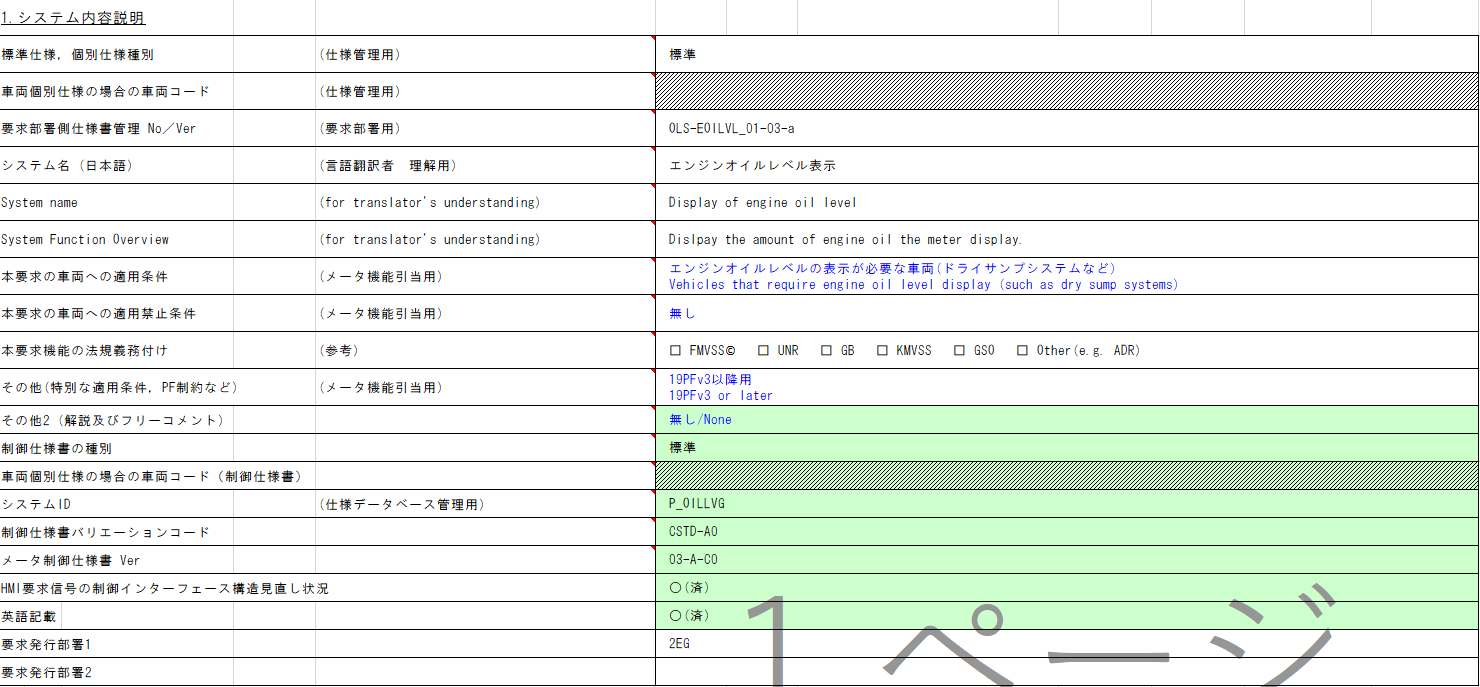 1. システム内容説明
標準仕様, 個別仕様種別 (仕様管理用) 標準
車両個別仕様の場合の車両コード (仕様管理用)
要求部署側仕様書管理 No／Ver (要求部署用) OLS-EOILVL_01-03-a
システム名 (日本語) (言語翻訳者　理解用) エンジンオイルレベル表示
System name (for translator's understanding) Display of engine oil level
System Function Overview (for translator's understanding) Dislpay the amount of engine oil the meter display.
本要求の車両への適用条件 (メータ機能引当用) エンジンオイルレベルの表示が必要な車両(ドライサンプシステムなど)
Vehicles that require engine oil level display (such as dry sump systems)
本要求の車両への適用禁止条件 (メータ機能引当用) 無し
本要求機能の法規義務付け (参考) □ FMVSS© □ UNR □ GB □ KMVSS □ GSO □ Other(e.g. ADR)
その他(特別な適用条件, PF制約など) (メータ機能引当用) 19PFv3以降用
19PFv3 or later
その他2 (解説及びフリーコメント) 無し/None
制御仕様書の種別 標準
車両個別仕様の場合の車両コード (制御仕様書)
システムID (仕様データベース管理用) P_OILLVG
制御仕様書バリエーションコード CSTD-A0
メータ制御仕様書 Ver 03-A-C0
HMI要求信号の制御インターフェース構造見直し状況 〇(済)
英語記載 〇(済)
要求発行部署1 2EG
要求発行部署2
1 ページ